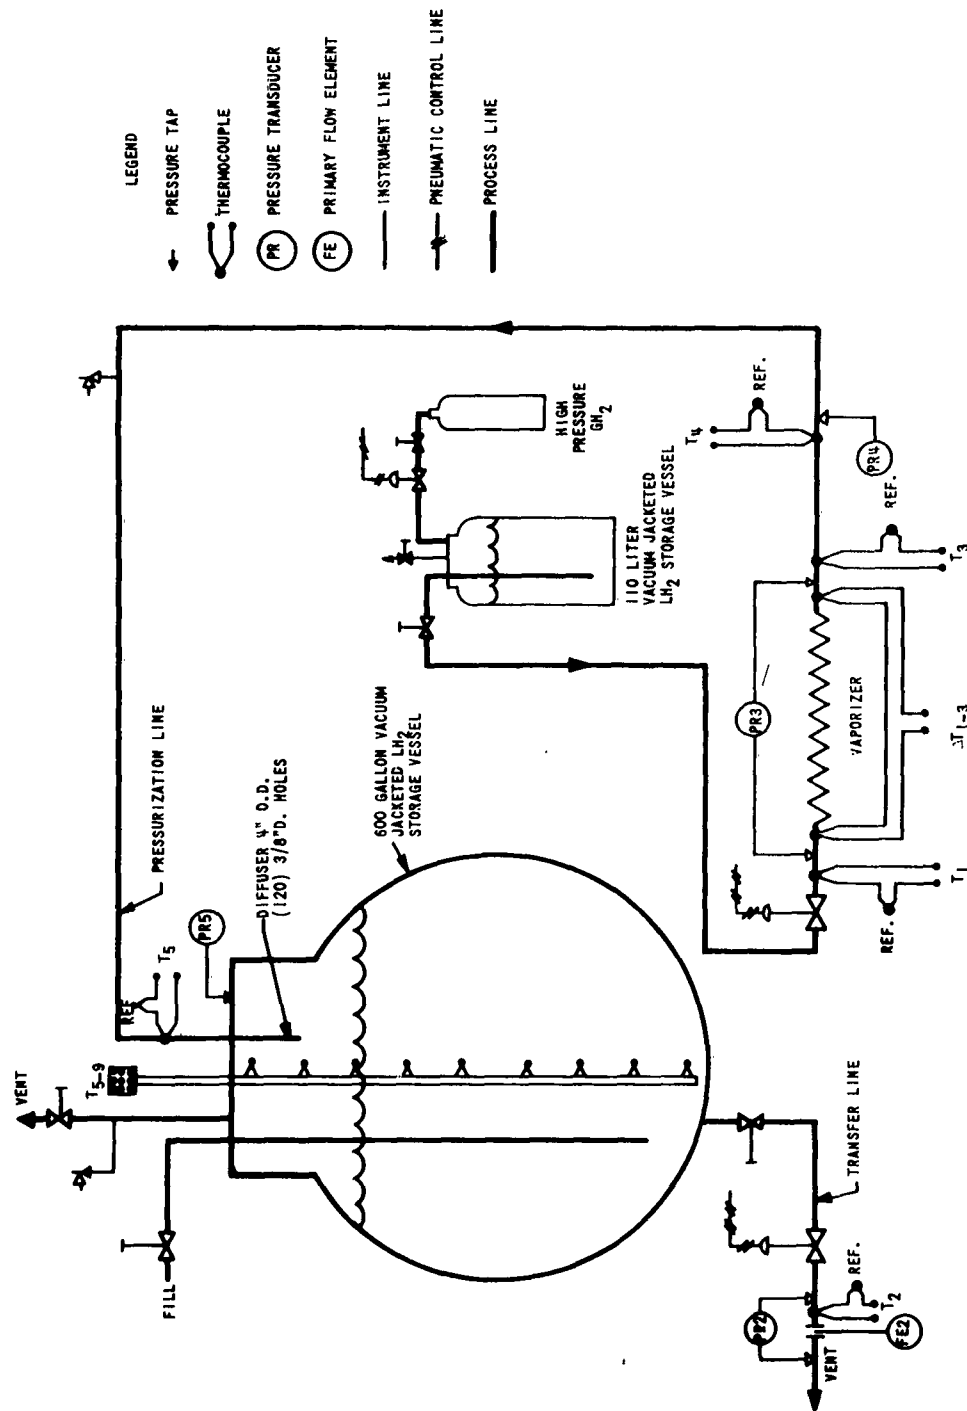 LEGEND
PRESSURE TAP
THERMOCOUPLE
PR PRESSURE TRANSDUCER
FE PRIMARY FLOW ELEMENT
INSTRUMENT LINE
PNEUMATIC CONTROL LINE
PROCESS LINE
VENT
FILL
T5-9
REF
T5
PR5
PRESSURIZATION LINE
DIFFUSER 4" O.D.
(120) 3/8"D. HOLES
600 GALLON VACUUM
JACKETED LH2
STORAGE VESSEL
HIGH
PRESSURE
GH2
110 LITER
VACUUM JACKETED
LH2 STORAGE VESSEL
T4
REF.
PR4
REF.
T3
PR3
VAPORIZER
ΔT1-3
T1
REF.
TRANSFER LINE
REF.
T2
PR2
FE2
VENT